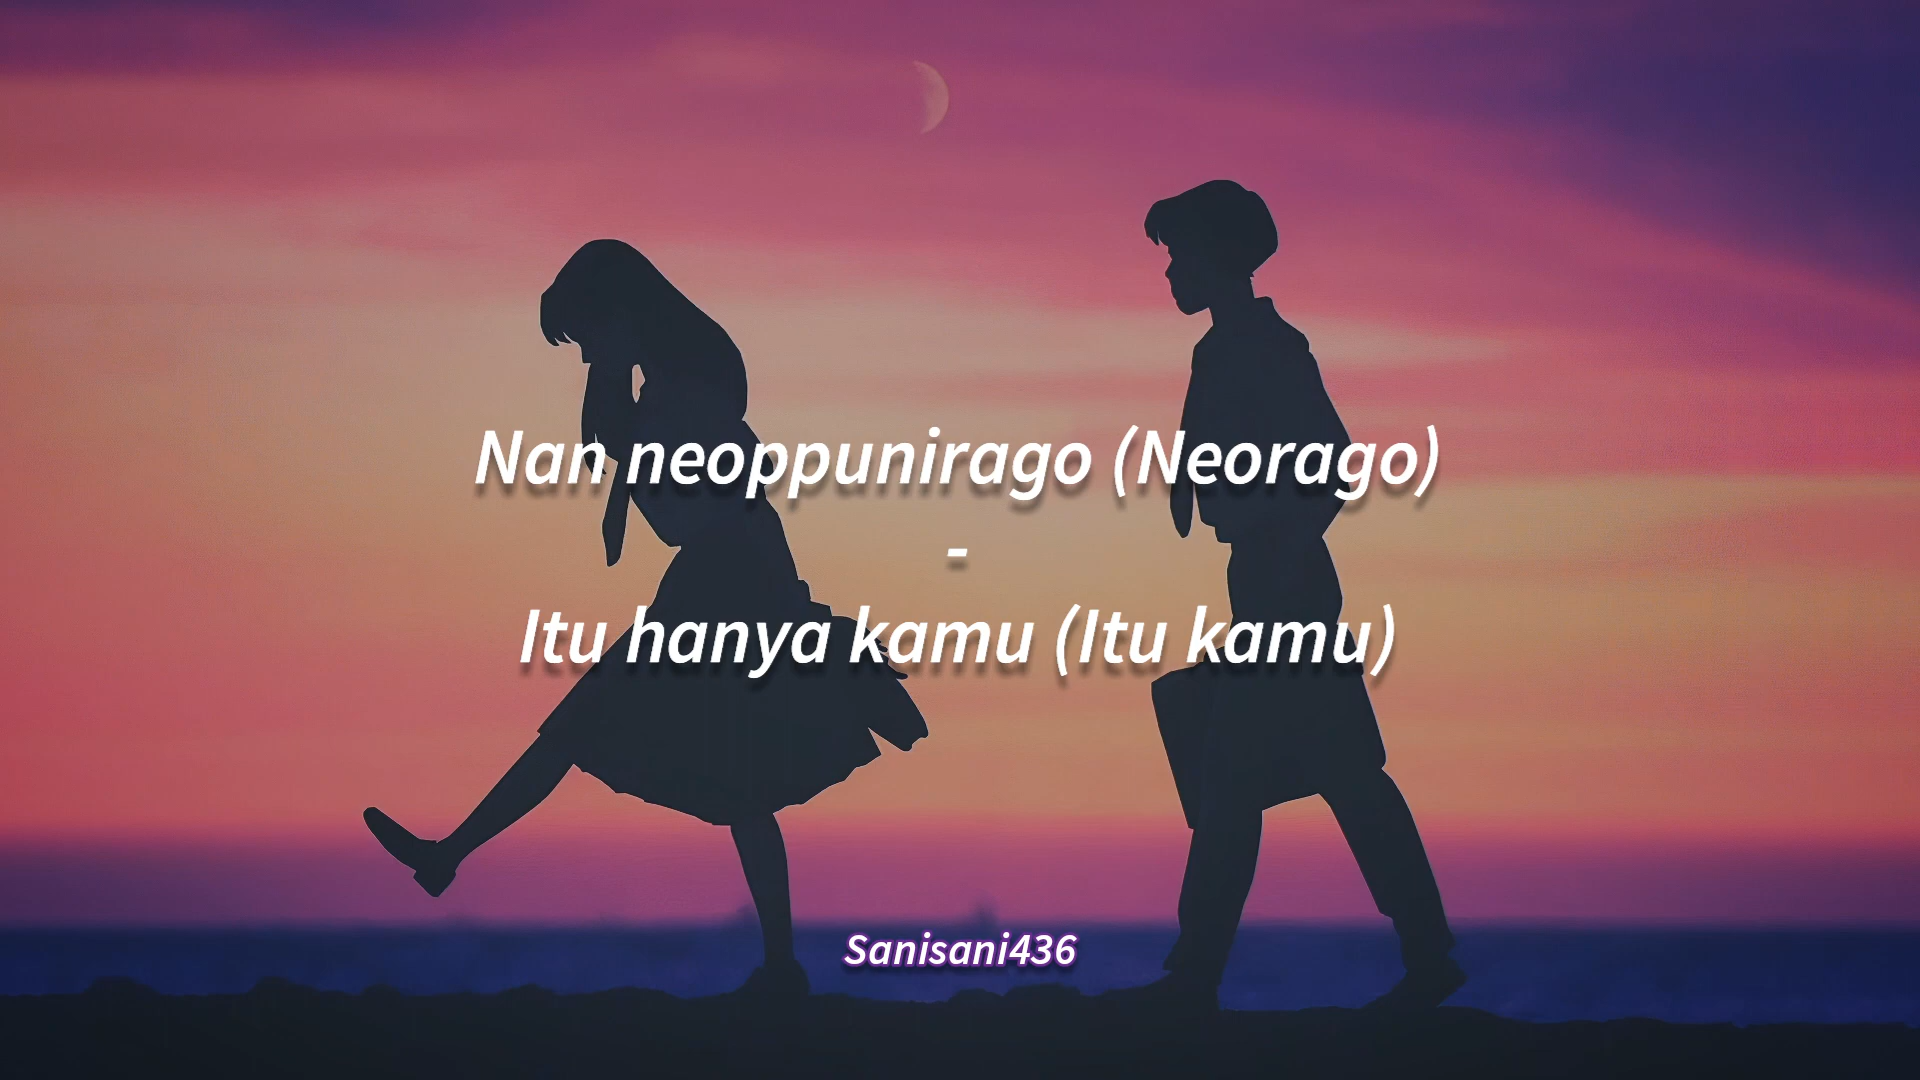 Nan neoppunirago (Neorago)
-
Itu hanya kamu (Itu kamu)
Sanisani436